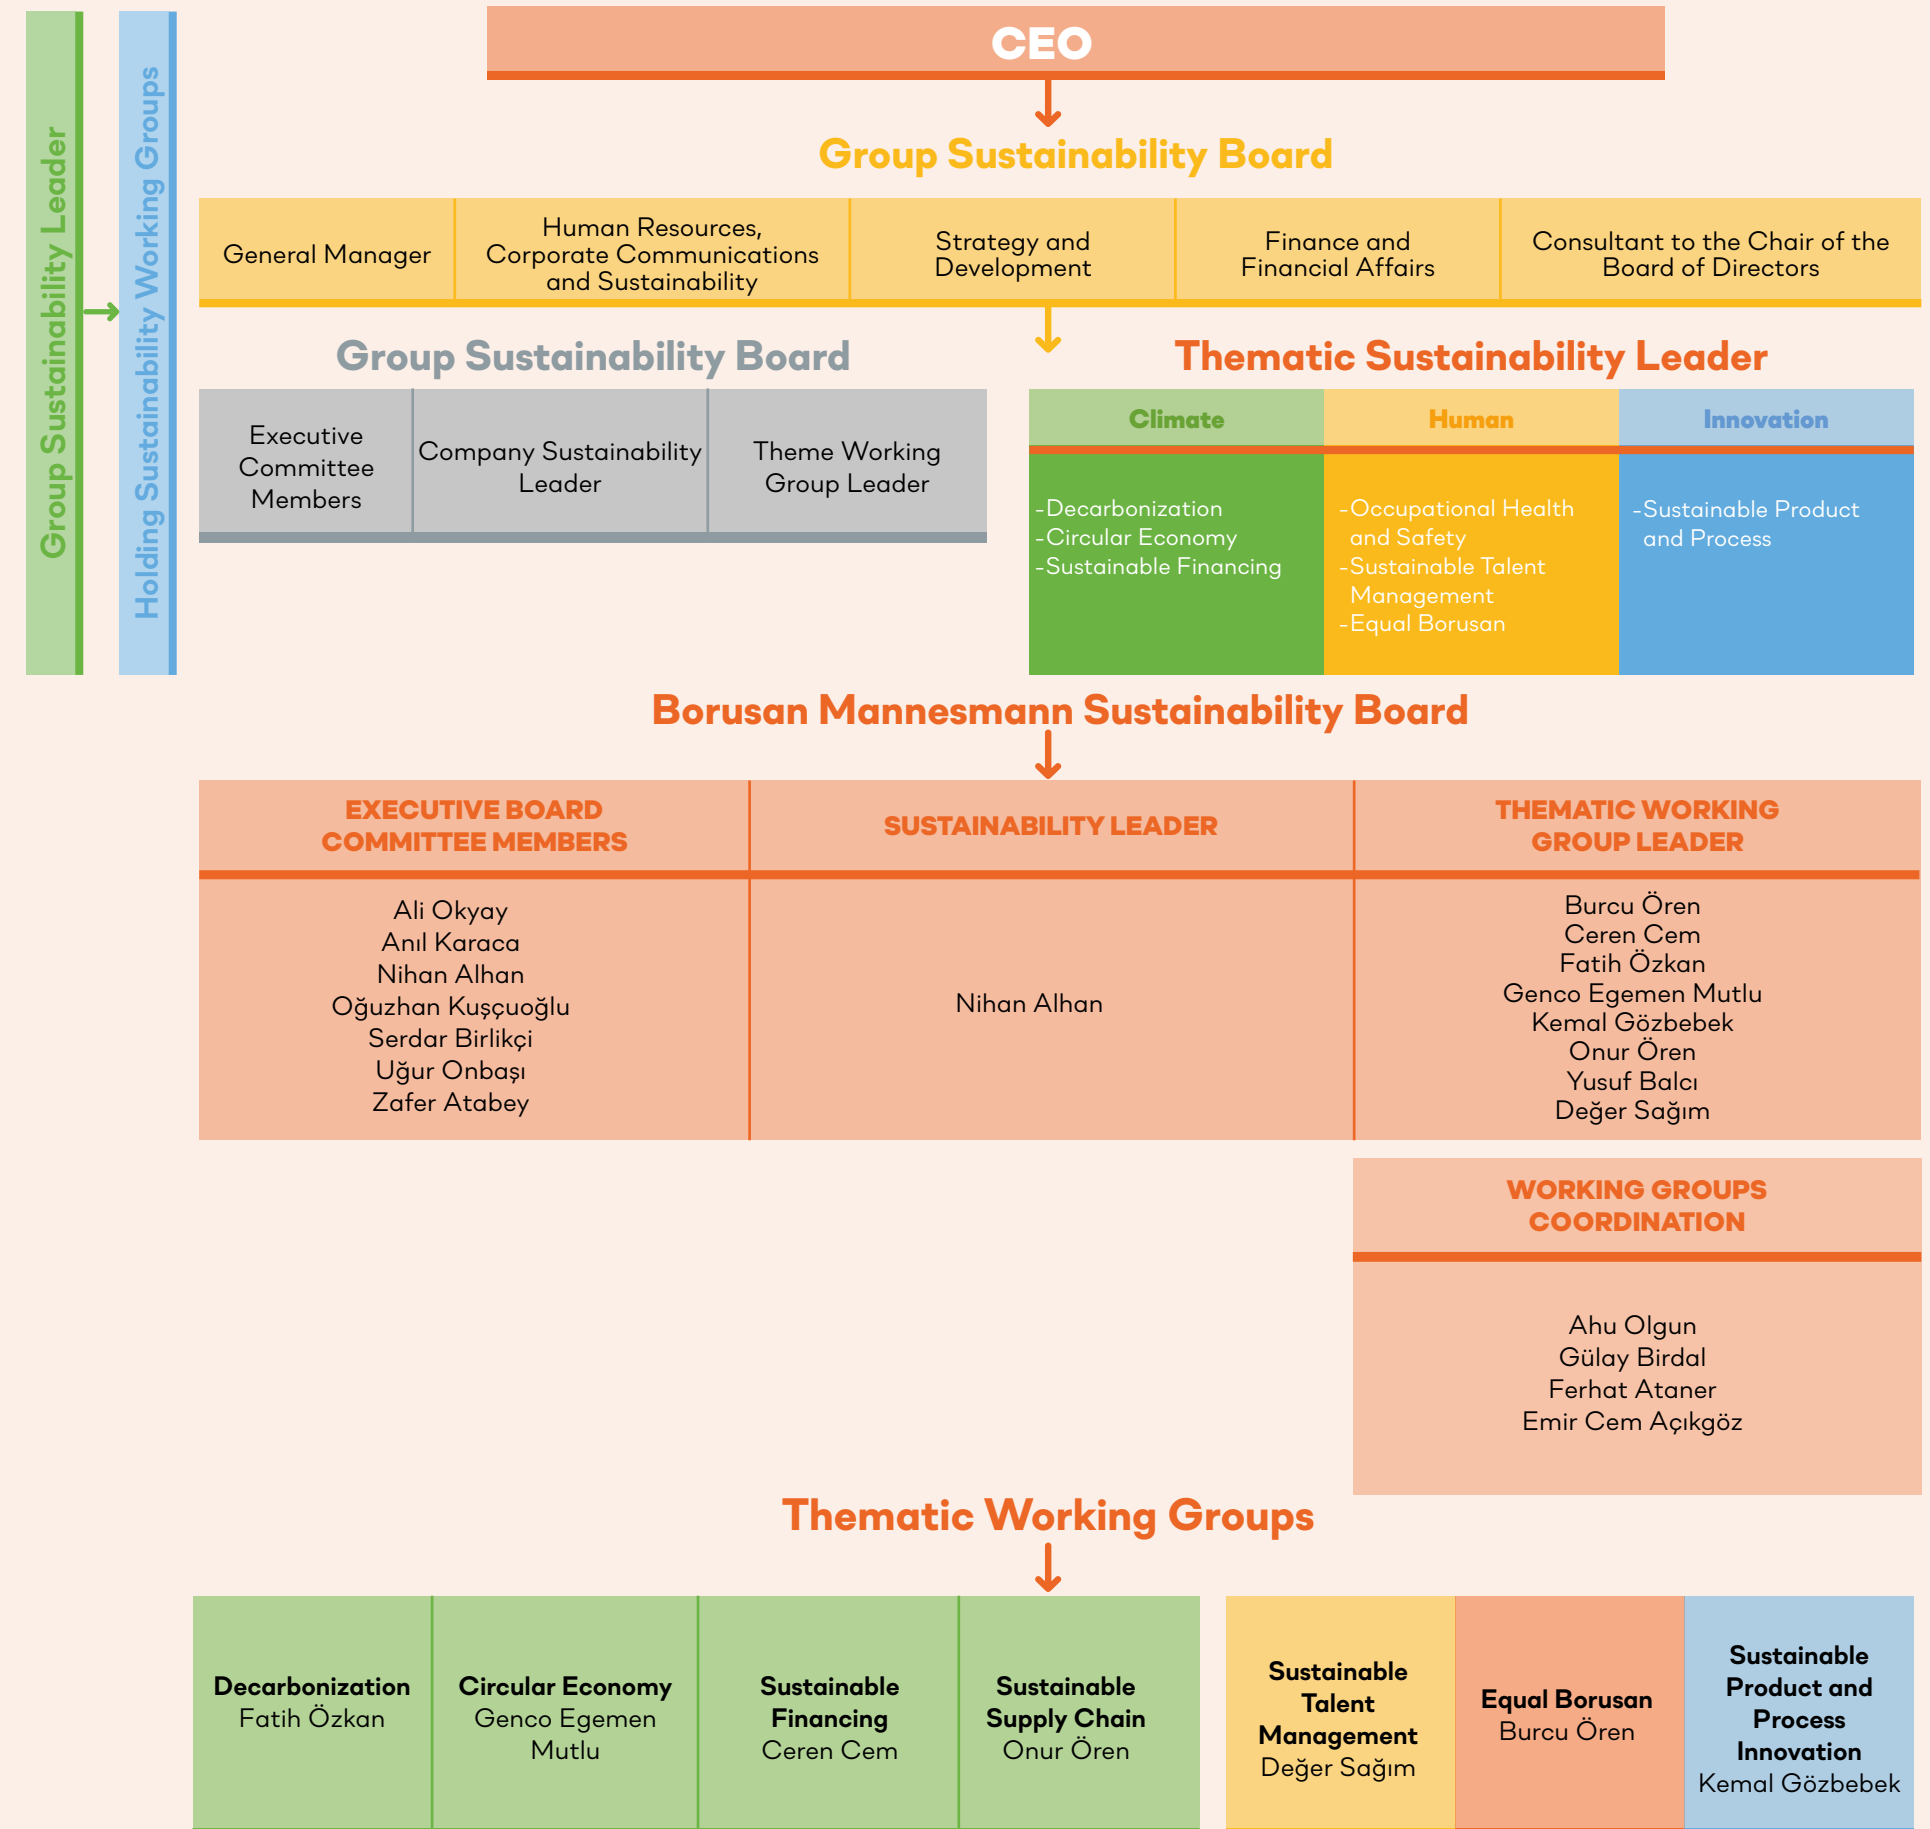 Group Sustainability Leader
Holding Sustainability Working Groups
CEO
Group Sustainability Board
General Manager
Human Resources,
Corporate Communications
and Sustainability
Strategy and
Development
Finance and
Financial Affairs
Consultant to the Chair of the
Board of Directors
Group Sustainability Board
Executive
Committee
Members
Company Sustainability
Leader
Theme Working
Group Leader
Thematic Sustainability Leader
Climate
-Decarbonization
-Circular Economy
-Sustainable Financing
Human
-Occupational Health
and Safety
-Sustainable Talent
Management
-Equal Borusan
Innovation
-Sustainable Product
and Process
Borusan Mannesmann Sustainability Board
EXECUTIVE BOARD
COMMITTEE MEMBERS
Ali Okyay
Anıl Karaca
Nihan Alhan
Oğuzhan Kuşçuoğlu
Serdar Birlikçi
Uğur Onbaşı
Zafer Atabey
SUSTAINABILITY LEADER
Nihan Alhan
THEMATIC WORKING
GROUP LEADER
Burcu Ören
Ceren Cem
Fatih Özkan
Genco Egemen Mutlu
Kemal Gözbebek
Onur Ören
Yusuf Balcı
Değer Sağım
WORKING GROUPS
COORDINATION
Ahu Olgun
Gülay Birdal
Ferhat Ataner
Emir Cem Açıkgöz
Thematic Working Groups
Decarbonization
Fatih Özkan
Circular Economy
Genco Egemen
Mutlu
Sustainable
Financing
Ceren Cem
Sustainable
Supply Chain
Onur Ören
Sustainable
Talent
Management
Değer Sağım
Equal Borusan
Burcu Ören
Sustainable
Product and
Process
Innovation
Kemal Gözbebek